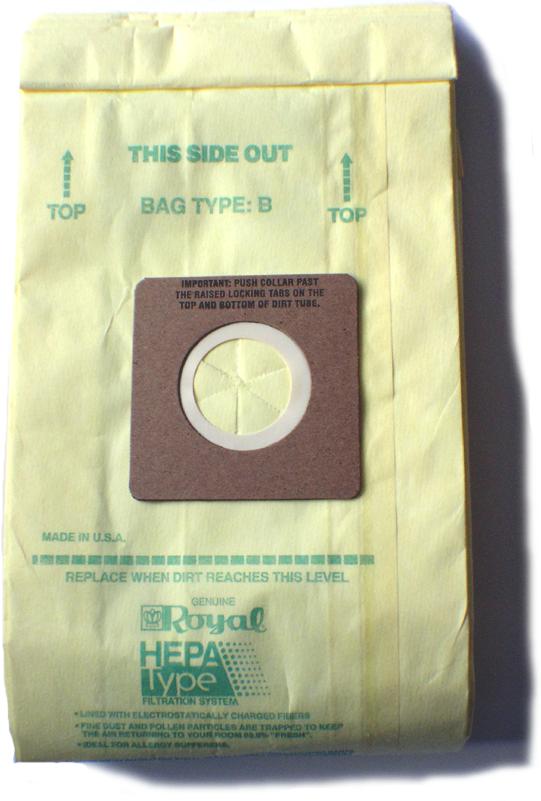 THIS SIDE OUT
TOP
BAG TYPE: B
TOP
IMPORTANT: PUSH COLLAR PAST
THE RAISED LOCKING TABS ON THE
TOP AND BOTTOM OF DIRT TUBE.
MADE IN U.S.A.
REPLACE WHEN DIRT REACHES THIS LEVEL
GENUINE
Royal
HEPA
Type
FILTRATION SYSTEM
• LINED WITH ELECTROSTATICALLY CHARGED FIBERS
• FINE DUST AND POLLEN PARTICLES ARE TRAPPED TO KEEP
THE AIR RETURNING TO YOUR ROOM 99.9% "FRESH".
• IDEAL FOR ALLERGY SUFFERERS.